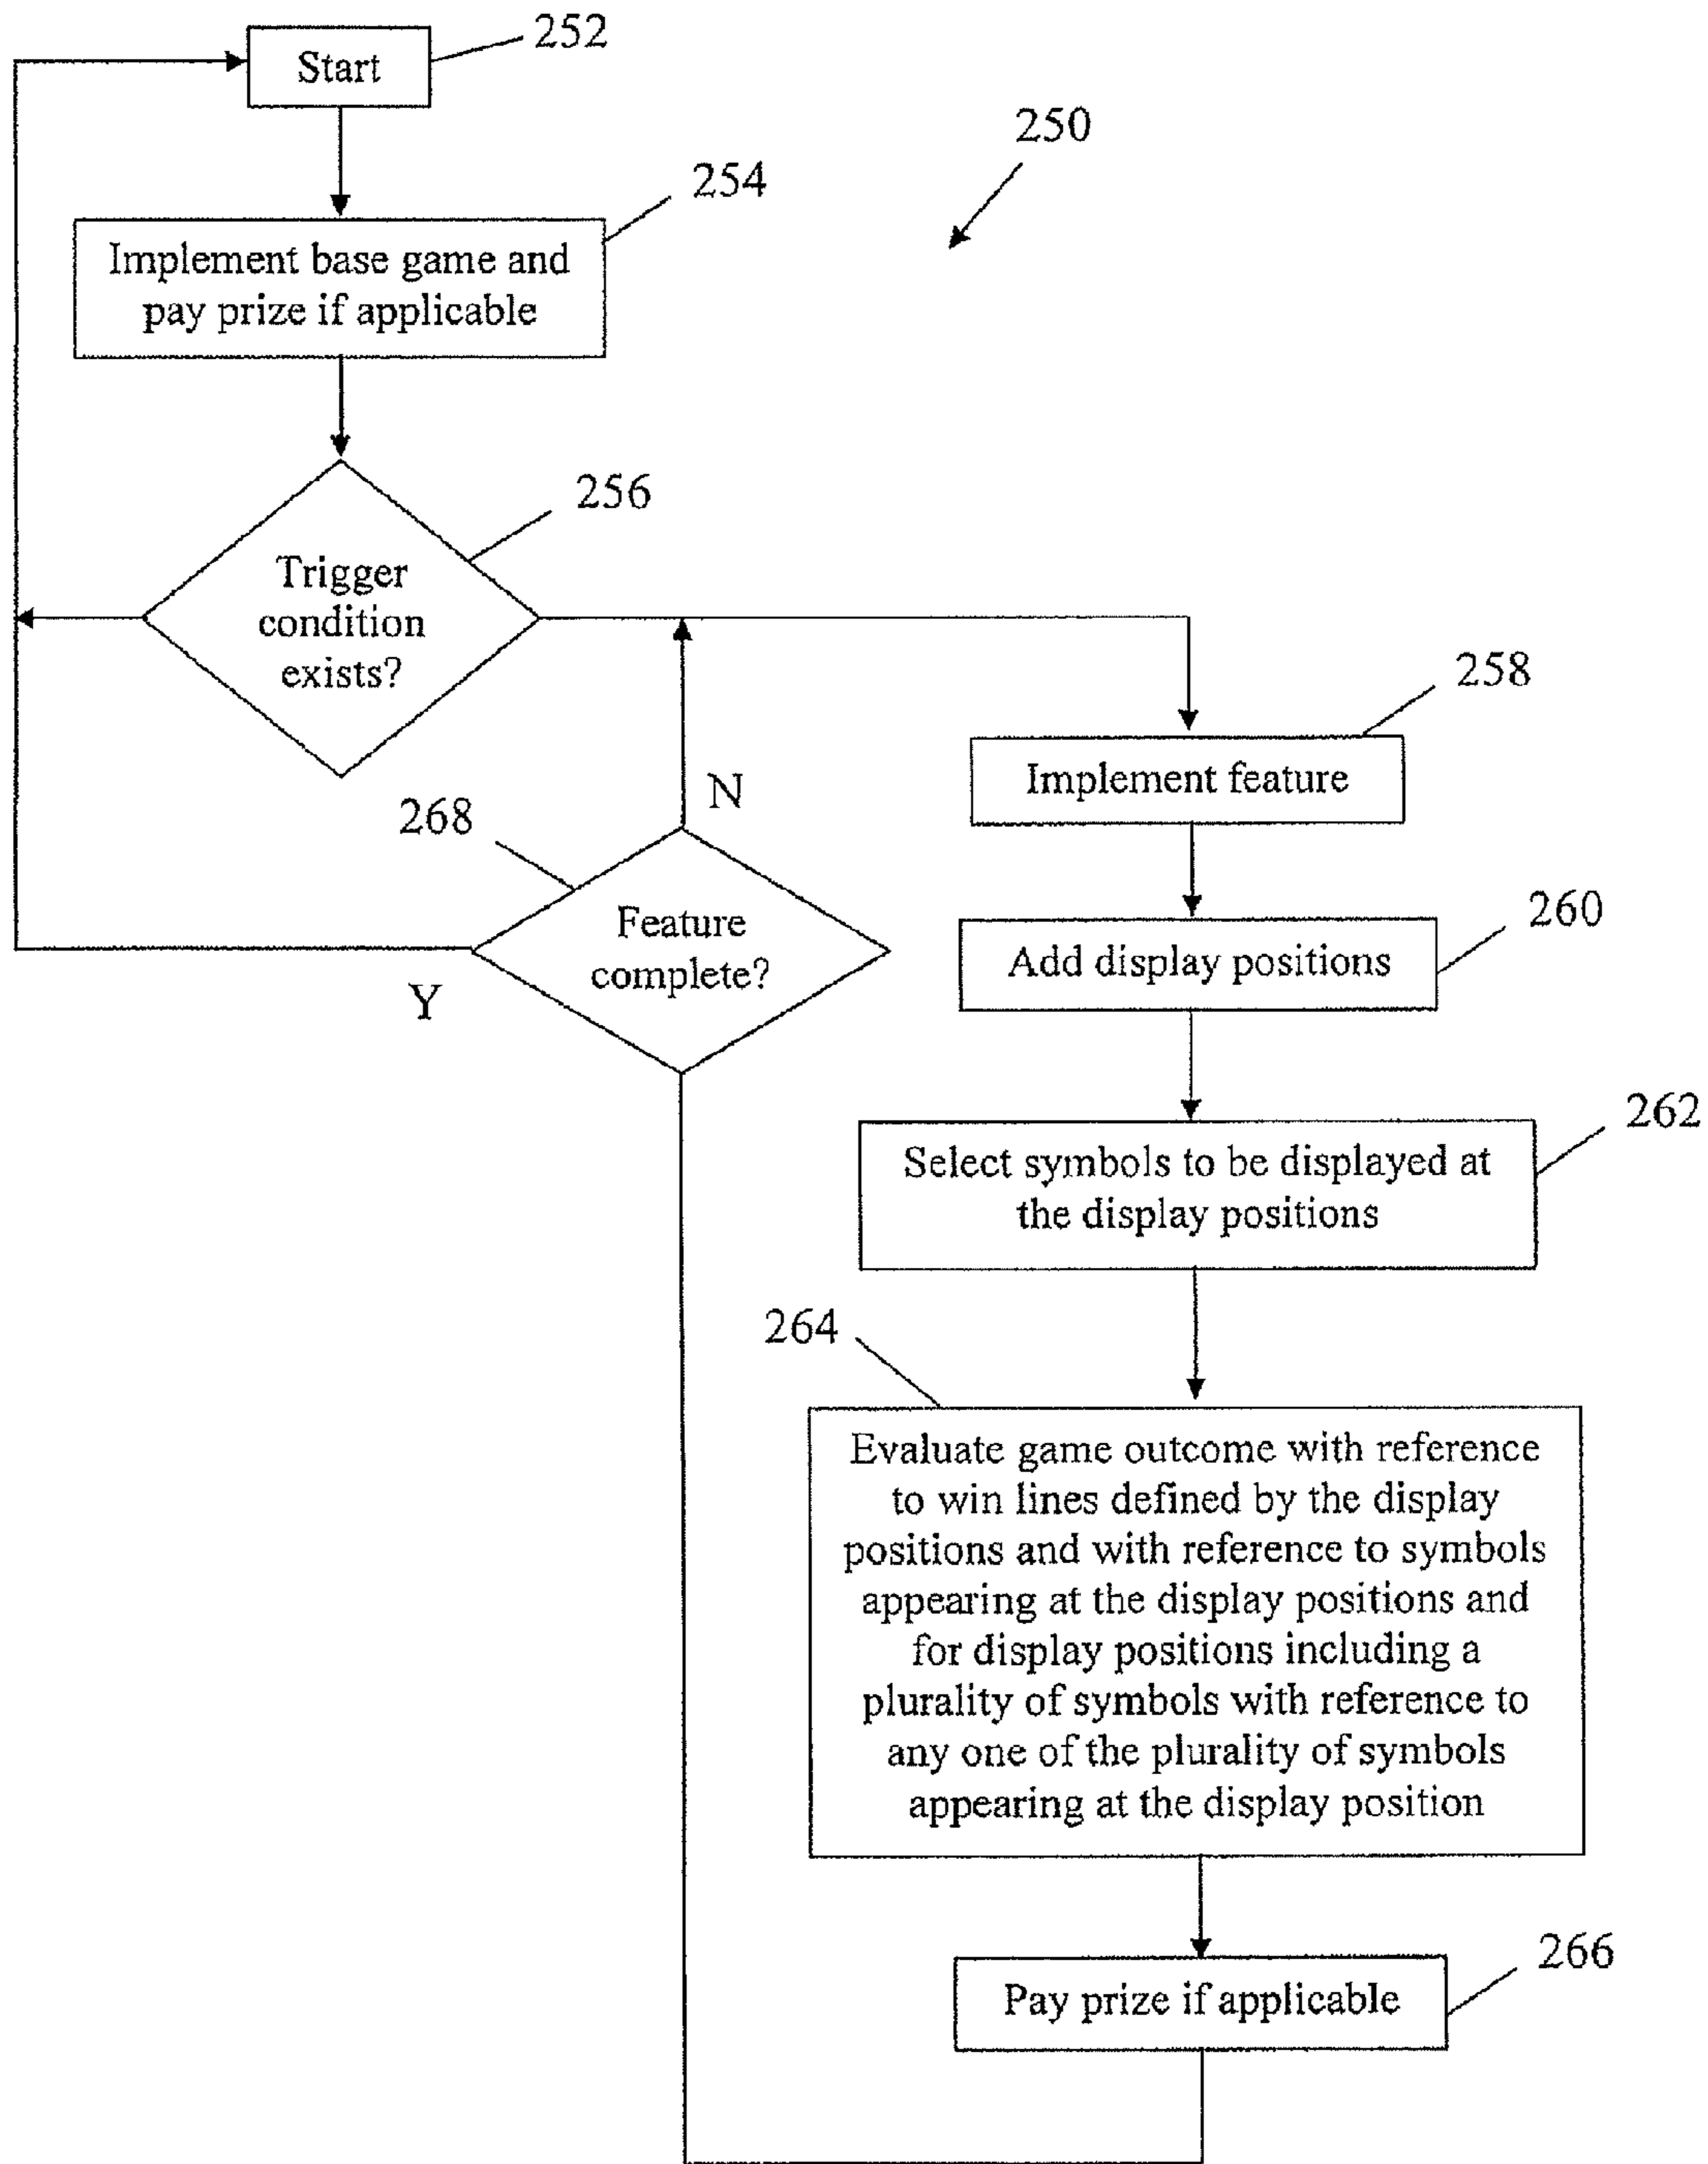 252
Start
250
254
Implement base game and
pay prize if applicable
256
Trigger
condition
exists?
258
Implement feature
268
N
Feature
complete?
Y
260
Add display positions
262
Select symbols to be displayed at
the display positions
264
Evaluate game outcome with reference
to win lines defined by the display
positions and with reference to symbols
appearing at the display positions and
for display positions including a
plurality of symbols with reference to
any one of the plurality of symbols
appearing at the display position
266
Pay prize if applicable